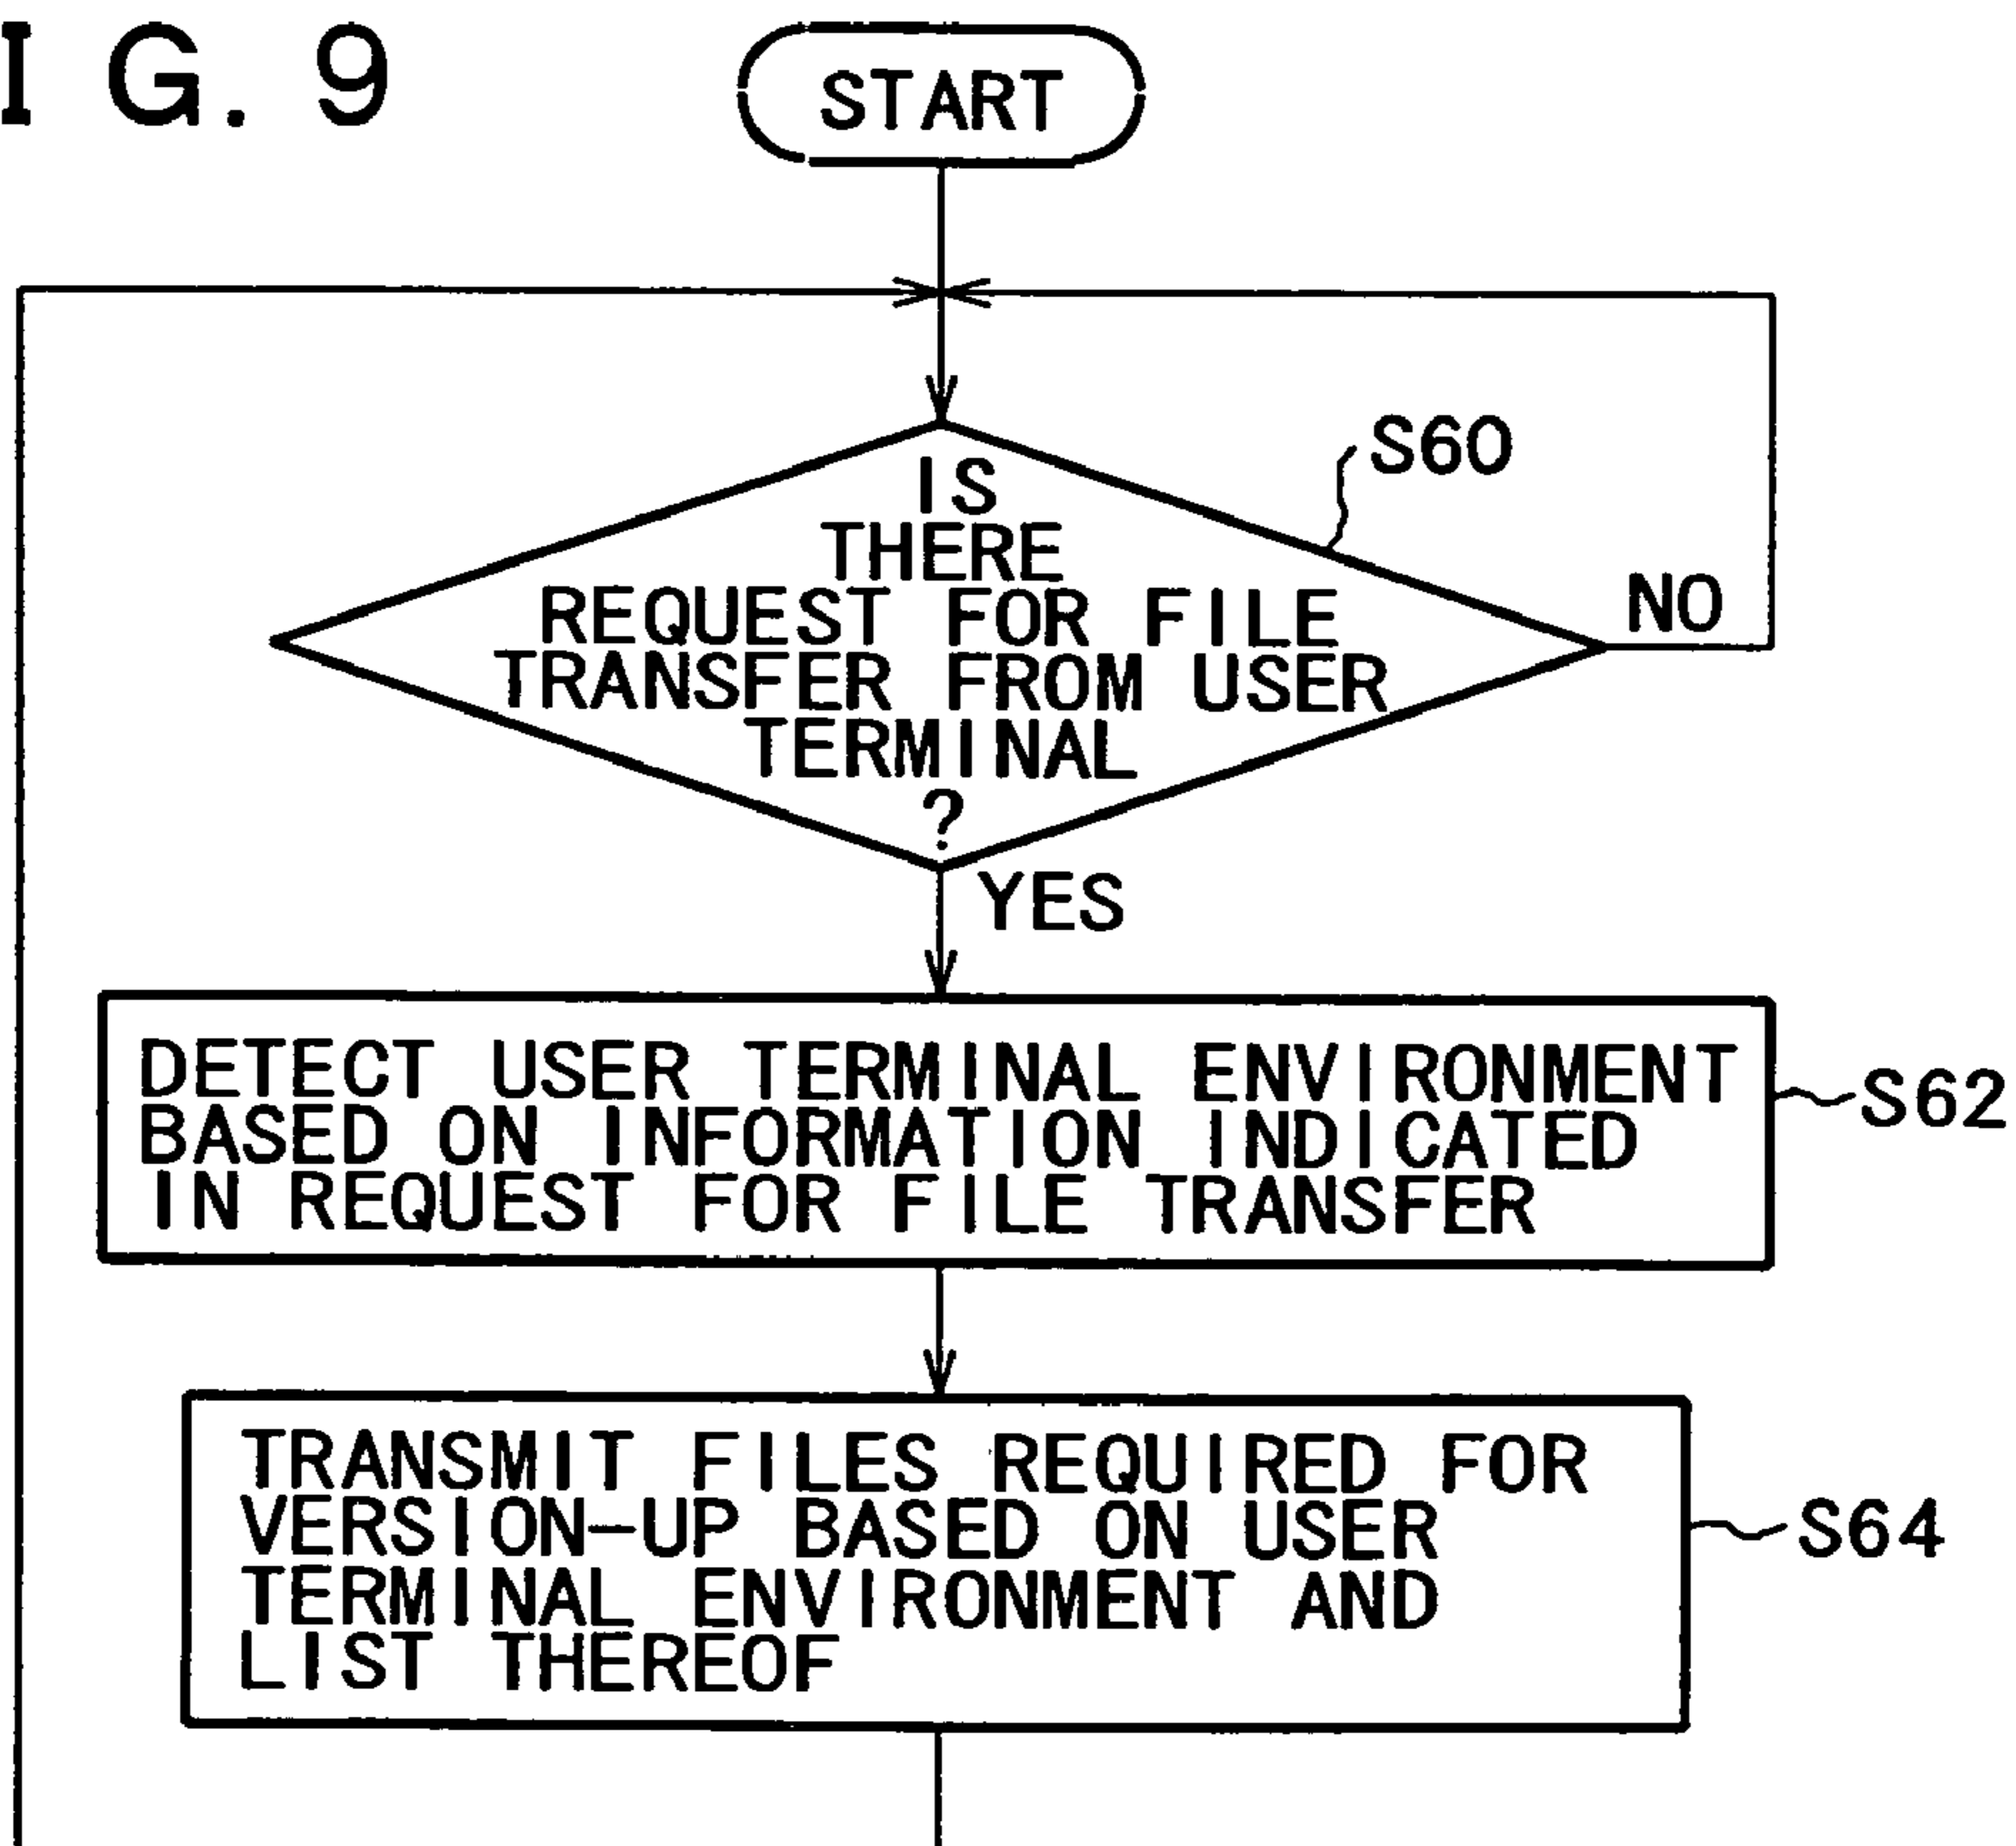 I G. 9
START
S60
IS
THERE
REQUEST FOR FILE
TRANSFER FROM USER
TERMINAL
?
NO
YES
DETECT USER TERMINAL ENVIRONMENT
BASED ON INFORMATION INDICATED
IN REQUEST FOR FILE TRANSFER
S62
TRANSMIT FILES REQUIRED FOR
VERSION-UP BASED ON USER
TERMINAL ENVIRONMENT AND
LIST THEREOF
S64